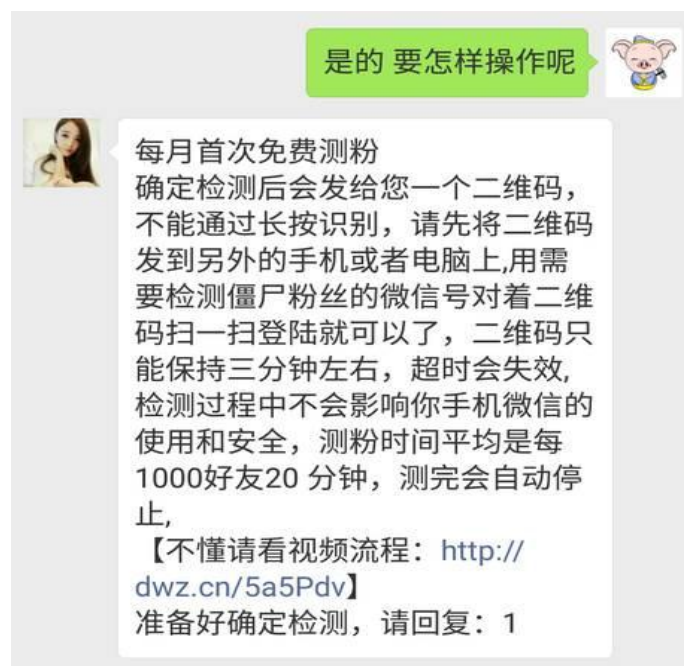 是的 要怎样操作呢
每月首次免费测粉
确定检测后会发给您一个二维码，
不能通过长按识别，请先将二维码
发到另外的手机或者电脑上,用需
要检测僵尸粉丝的微信号对着二维
码扫一扫登陆就可以了，二维码只
能保持三分钟左右，超时会失效,
检测过程中不会影响你手机微信的
使用和安全，测粉时间平均是每
1000好友20 分钟，测完会自动停
止,
【不懂请看视频流程：http://
dwz.cn/5a5Pdv】
准备好确定检测，请回复：1